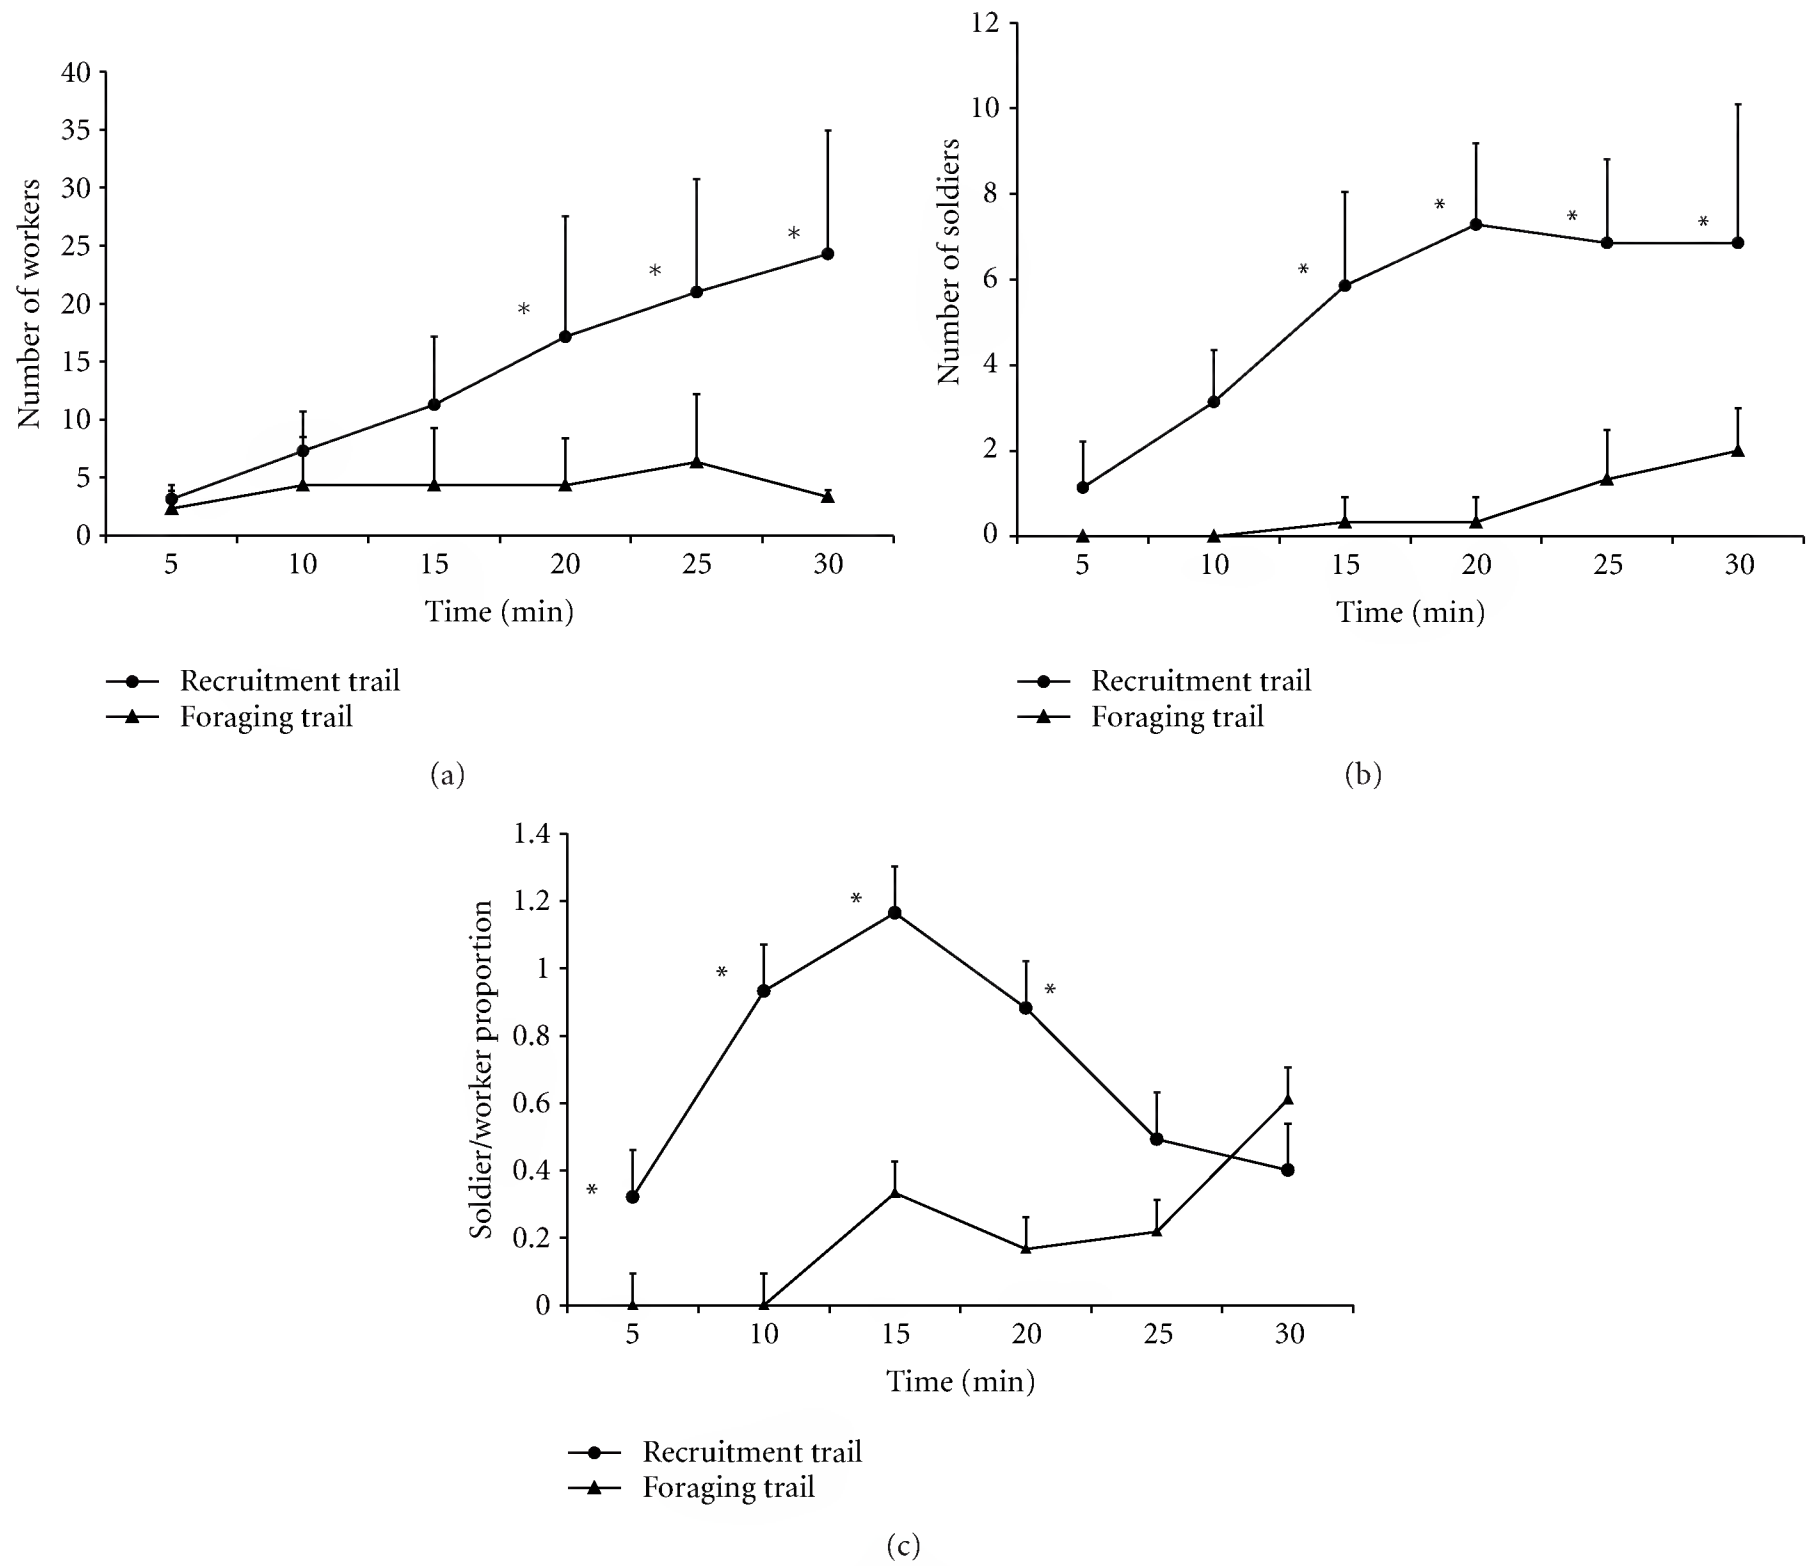 40
35
30
25
20
15
10
5
0
Number of workers
*
*
*
5 10 15 20 25 30
Time (min)
Recruitment trail
Foraging trail
(a)
12
10
8
6
4
2
0
Number of soldiers
*
*
*
*
5 10 15 20 25 30
Time (min)
Recruitment trail
Foraging trail
(b)
1.4
1.2
1
0.8
0.6
0.4
0.2
0
Soldier/worker proportion
*
*
*
*
5 10 15 20 25 30
Time (min)
Recruitment trail
Foraging trail
(c)